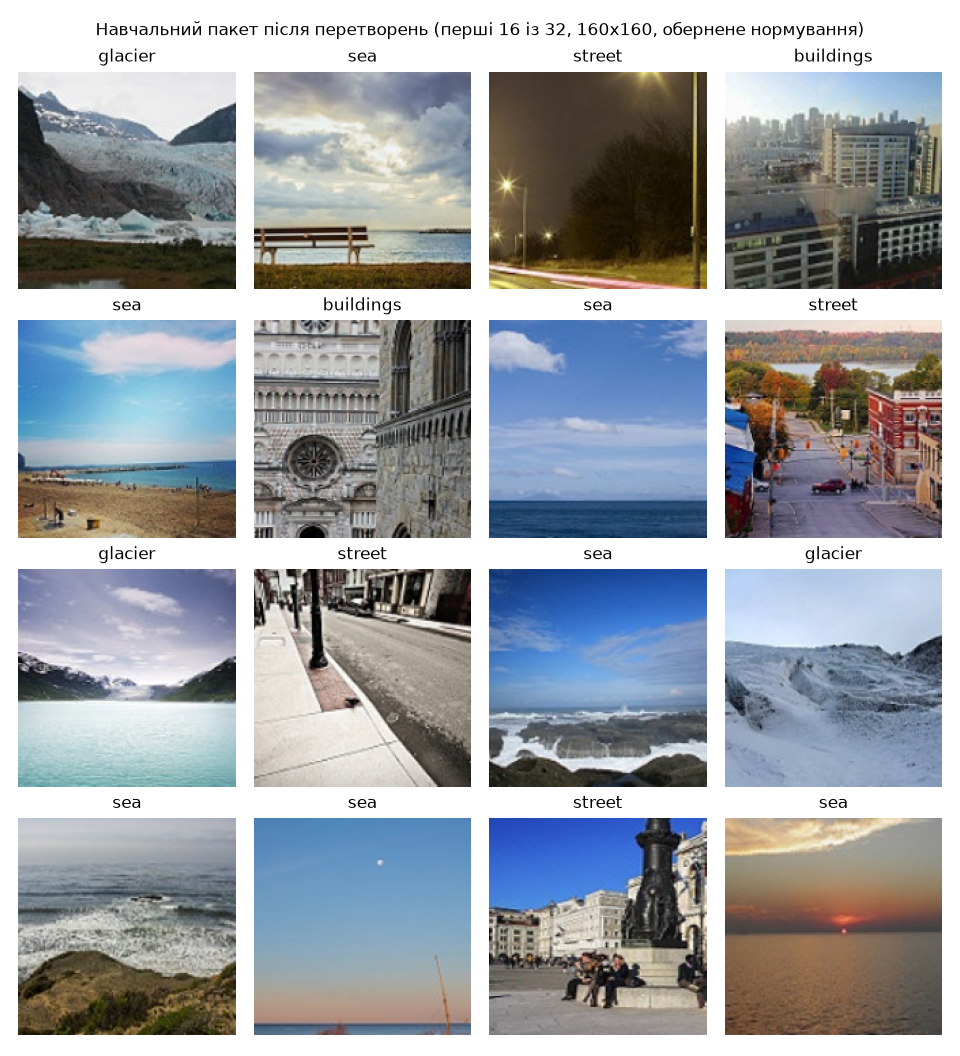 Навчальний пакет після перетворень (перші 16 із 32, 160x160, обернене нормування)
glacier sea street buildings
sea buildings sea street
glacier street sea glacier
sea sea street sea